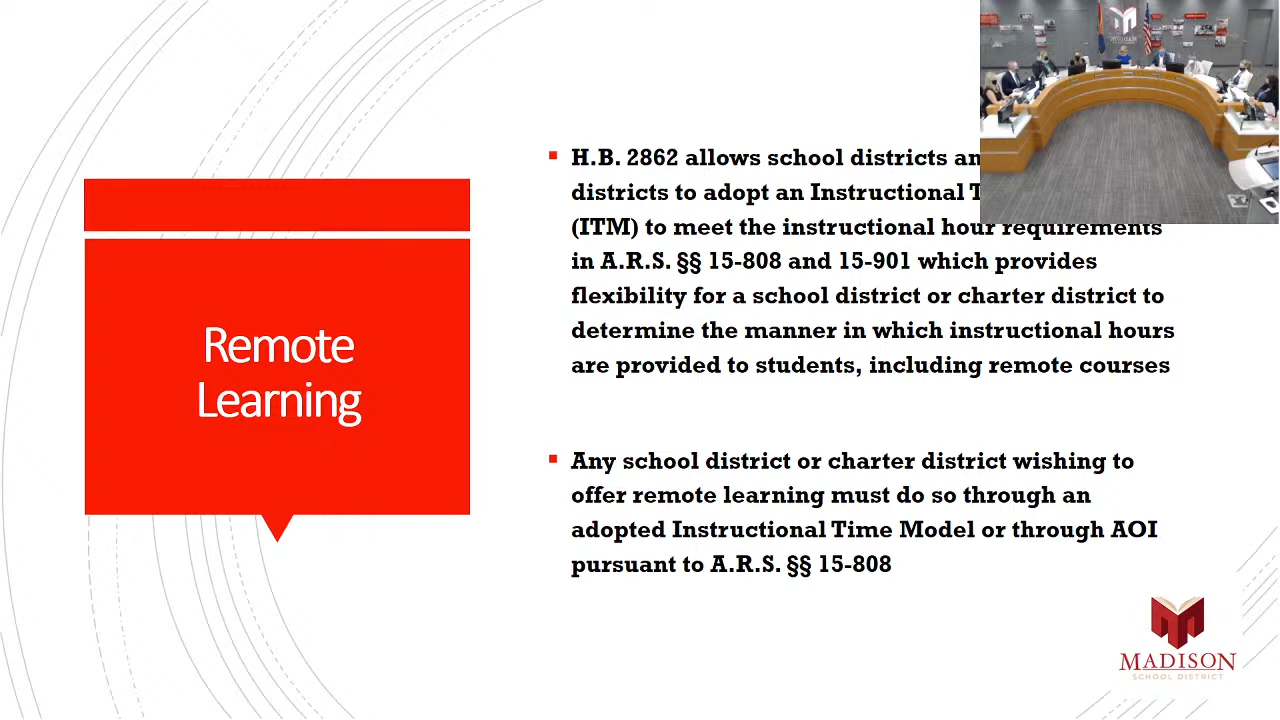 Remote
Learning
H.B. 2862 allows school districts an
districts to adopt an Instructional
(ITM) to meet the instructional hour requirements
in A.R.S. §§ 15-808 and 15-901 which provides
flexibility for a school district or charter district to
determine the manner in which instructional hours
are provided to students, including remote courses
Any school district or charter district wishing to
offer remote learning must do so through an
adopted Instructional Time Model or through AOI
pursuant to A.R.S. §§ 15-808
MADISON
SCHOOL DISTRICT